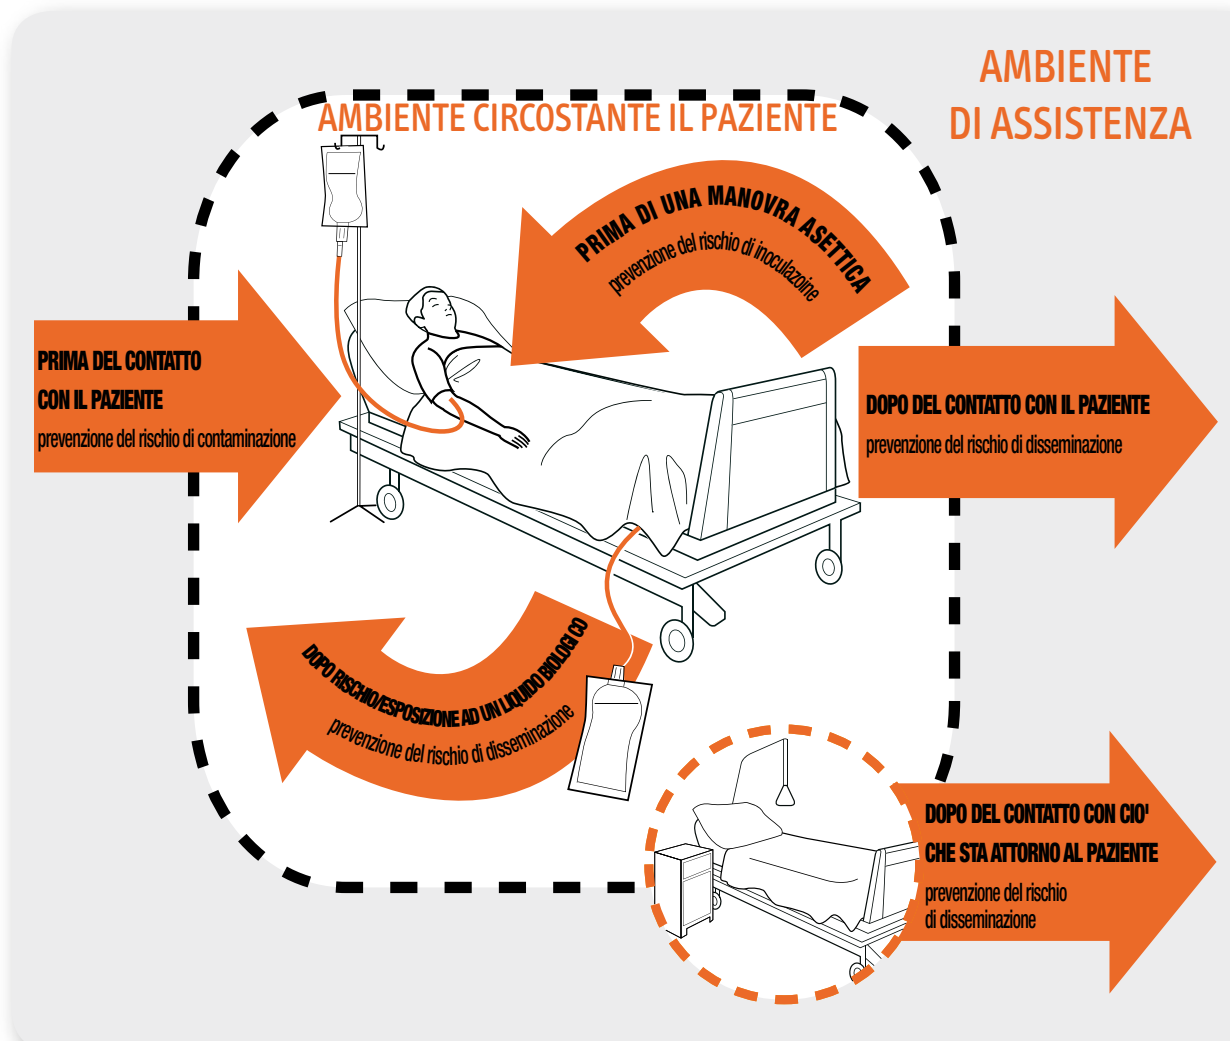 AMBIENTE
DI ASSISTENZA
AMBIENTE CIRCOSTANTE IL PAZIENTE
PRIMA DI UNA MANOVRA ASETTICA
prevenzione del rischio di inoculazoine
PRIMA DEL CONTATTO
CON IL PAZIENTE
prevenzione del rischio di contaminazione
DOPO DEL CONTATTO CON IL PAZIENTE
prevenzione del rischio di disseminazione
DOPO RISCHIO/ESPOSIZIONE AD UN LIQUIDO BIOLOGI CO
prevenzione del rischio di disseminazione
DOPO DEL CONTATTO CON CIO'
CHE STA ATTORNO AL PAZIENTE
prevenzione del rischio
di disseminazione